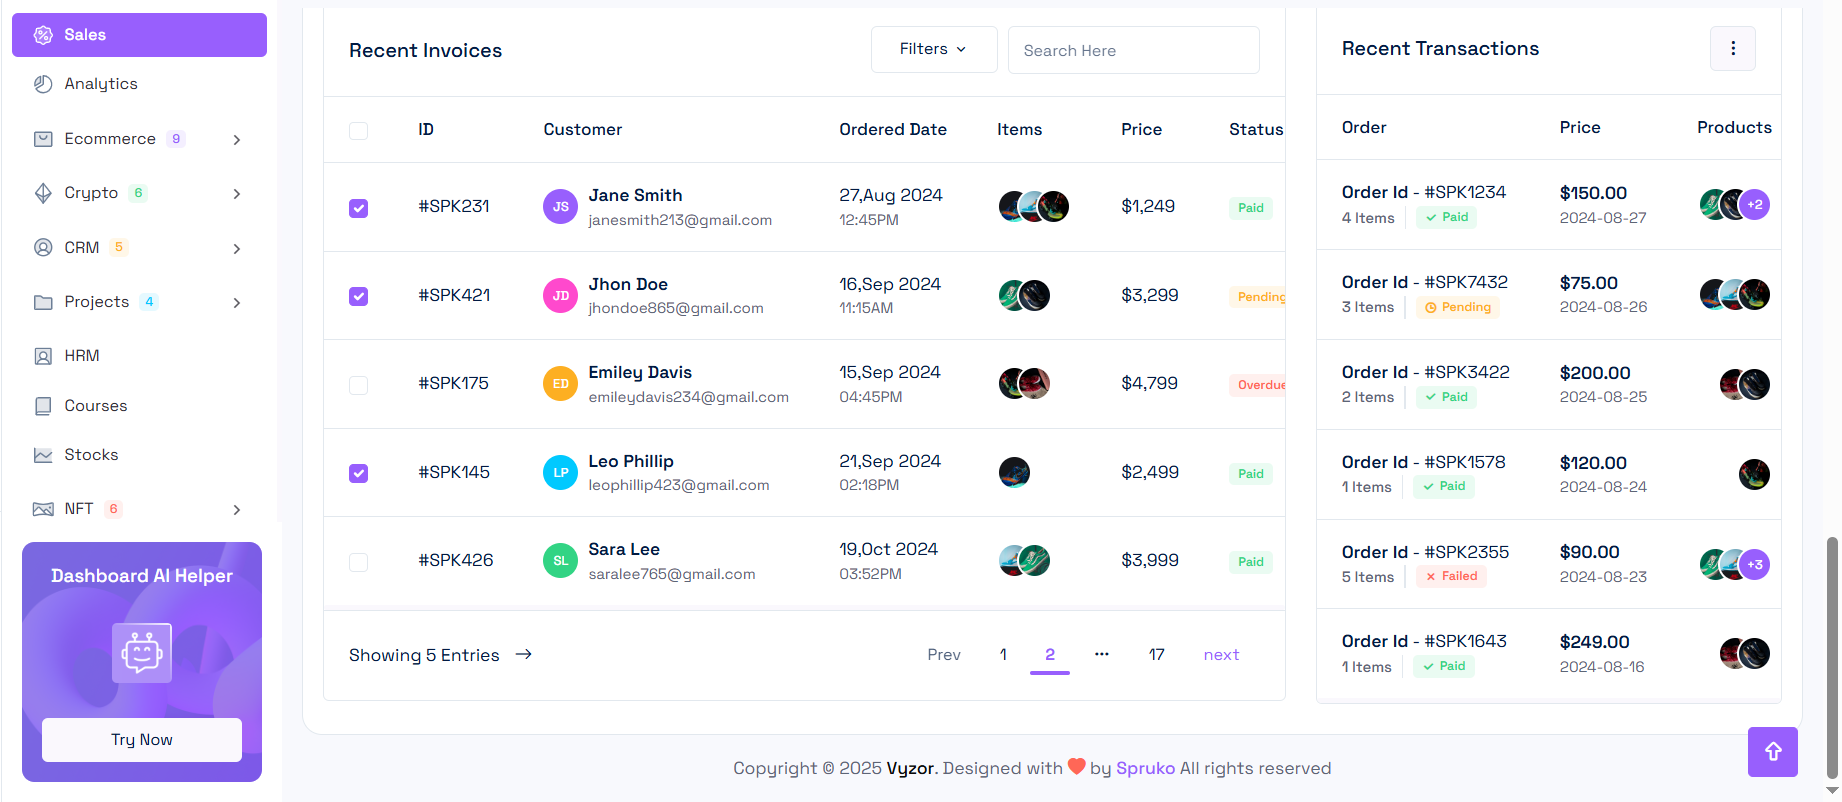 Sales
Analytics
Ecommerce 9
Crypto 6
CRM 5
Projects 4
HRM
Courses
Stocks
NFT 6
Dashboard AI Helper
Try Now
Recent Invoices
Filters
Search Here
ID Customer Ordered Date Items Price Status
#SPK231 JS Jane Smith 27,Aug 2024 $1,249 Paid
janesmith213@gmail.com 12:45PM
#SPK421 JD Jhon Doe 16,Sep 2024 $3,299 Pending
jhondoe865@gmail.com 11:15AM
#SPK175 ED Emiley Davis 15,Sep 2024 $4,799 Overdue
emileydavis234@gmail.com 04:45PM
#SPK145 LP Leo Phillip 21,Sep 2024 $2,499 Paid
leophillip423@gmail.com 02:18PM
#SPK426 SL Sara Lee 19,Oct 2024 $3,999 Paid
saralee765@gmail.com 03:52PM
Showing 5 Entries
Prev 1 2 ••• 17 next
Recent Transactions
Order Price Products
Order Id - #SPK1234 $150.00 +2
4 Items Paid 2024-08-27
Order Id - #SPK7432 $75.00
3 Items Pending 2024-08-26
Order Id - #SPK3422 $200.00
2 Items Paid 2024-08-25
Order Id - #SPK1578 $120.00
1 Items Paid 2024-08-24
Order Id - #SPK2355 $90.00 +3
5 Items Failed 2024-08-23
Order Id - #SPK1643 $249.00
1 Items Paid 2024-08-16
Copyright © 2025 Vyzor. Designed with ❤ by Spruko All rights reserved